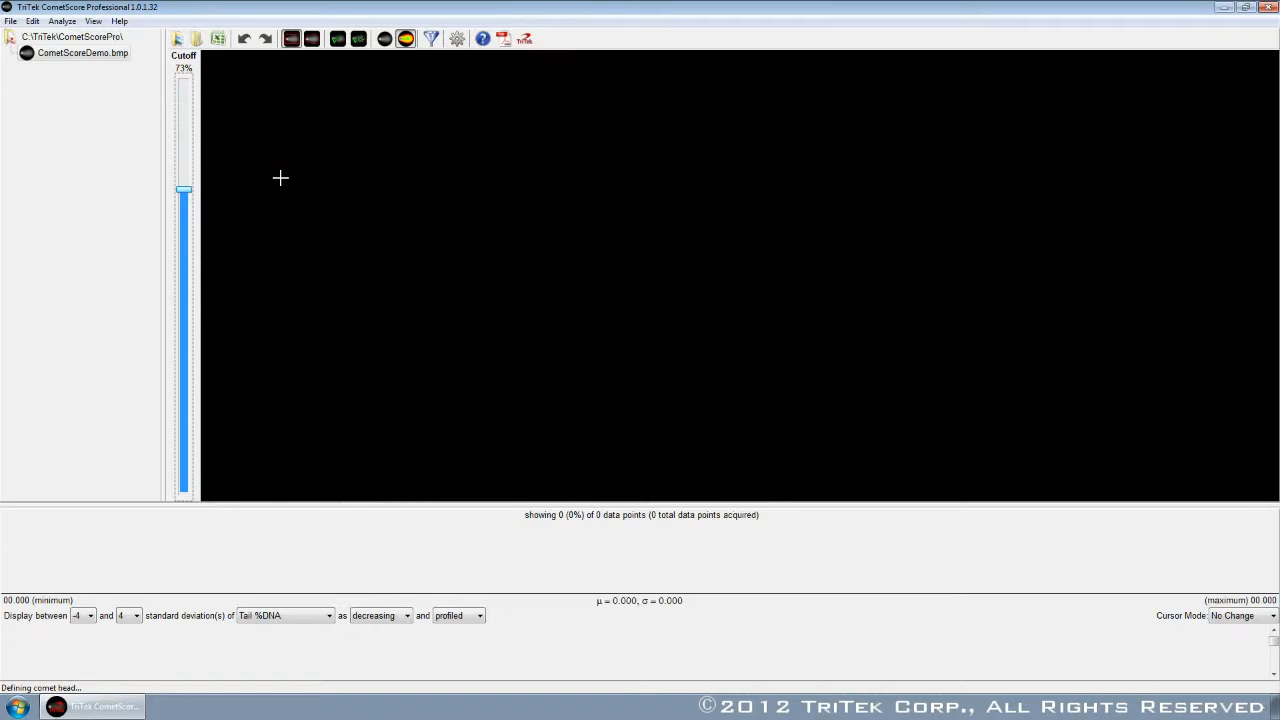 TriTek CometScore Professional 1.0.1.32
File Edit Analyze View Help
C:\TriTek\CometScorePro\
CometScoreDemo.bmp
TriTek
Cutoff
73%
showing 0 (0%) of 0 data points (0 total data points acquired)
00.000 (minimum) μ = 0.000, σ = 0.000 (maximum) 00.000
Display between -4 and 4 standard deviation(s) of Tail %DNA as decreasing and profiled Cursor Mode: No Change
Defining comet head...
TriTek CometScor...
©2012 TriTek Corp., All Rights Reserved